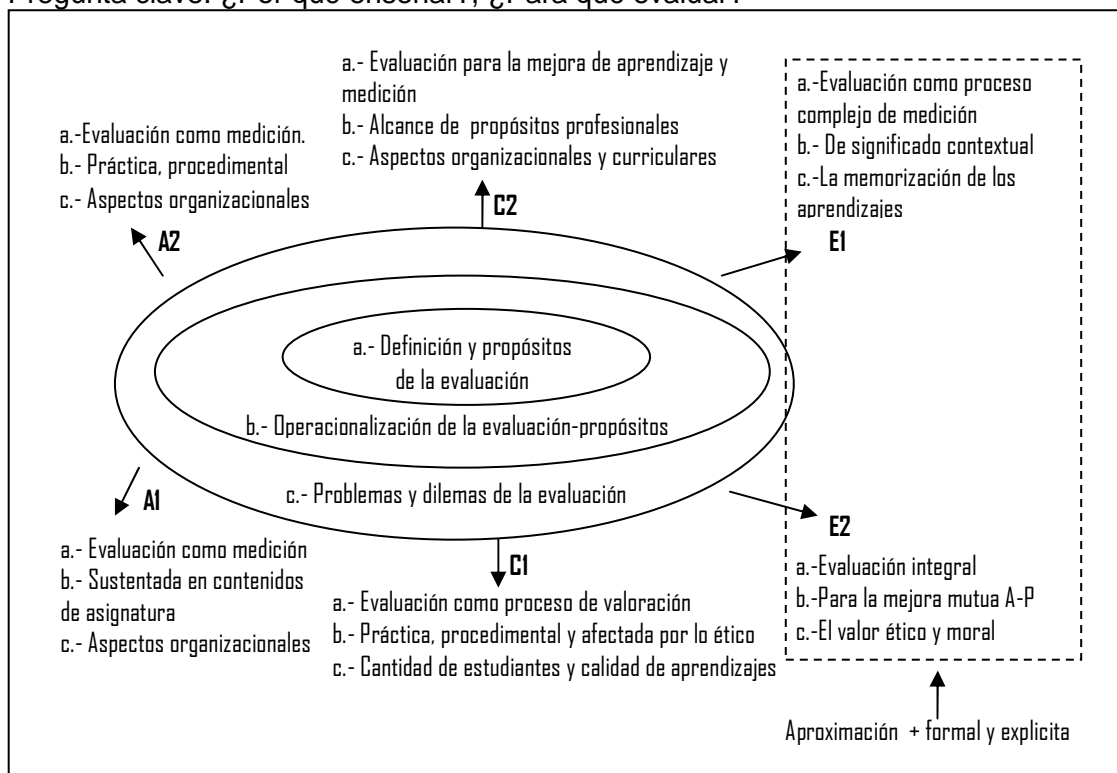 Pregunta clave: ¿Por qué enseñar?, ¿Para qué evaluar?
a.- Evaluación para la mejora de aprendizaje y
medición
b.- Alcance de propósitos profesionales
c.- Aspectos organizacionales y curriculares
C2
a.-Evaluación como medición.
b.- Práctica, procedimental
c.- Aspectos organizacionales
A2
a.-Evaluación como proceso
complejo de medición
b.- De significado contextual
c.-La memorización de los
aprendizajes
E1
a.- Definición y propósitos
de la evaluación
b.- Operacionalización de la evaluación-propósitos
c.- Problemas y dilemas de la evaluación
A1
a.- Evaluación como medición
b.- Sustentada en contenidos
de asignatura
c.- Aspectos organizacionales
C1
a.- Evaluación como proceso de valoración
b.- Práctica, procedimental y afectada por lo ético
c.- Cantidad de estudiantes y calidad de aprendizajes
E2
a.-Evaluación integral
b.-Para la mejora mutua A-P
c.-El valor ético y moral
Aproximación + formal y explicita